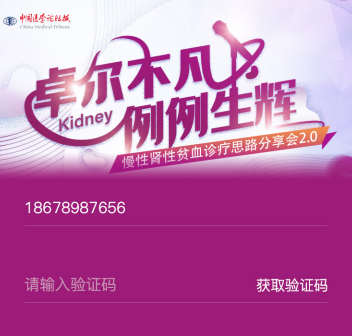 中国医学论坛报
China Medical Tribune
卓尔不凡
Kidney
例例生辉
慢性肾性贫血诊疗思路分享会2.0
18678987656
请输入验证码
获取验证码